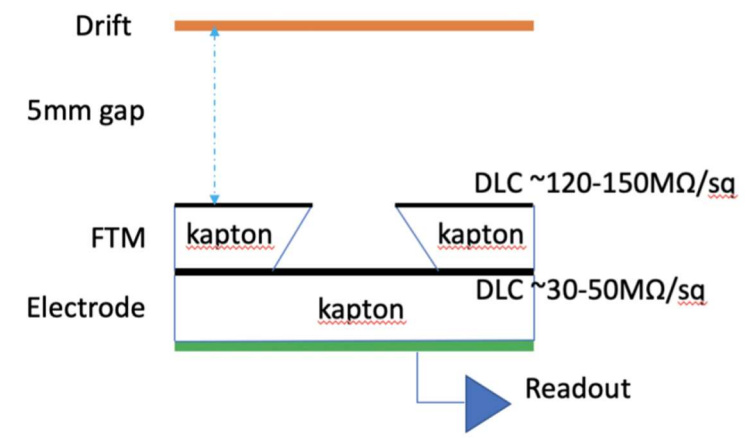 Drift
5mm gap
DLC ~120-150MΩ/sq
FTM
kapton
kapton
DLC ~30-50MΩ/sq
Electrode
kapton
Readout